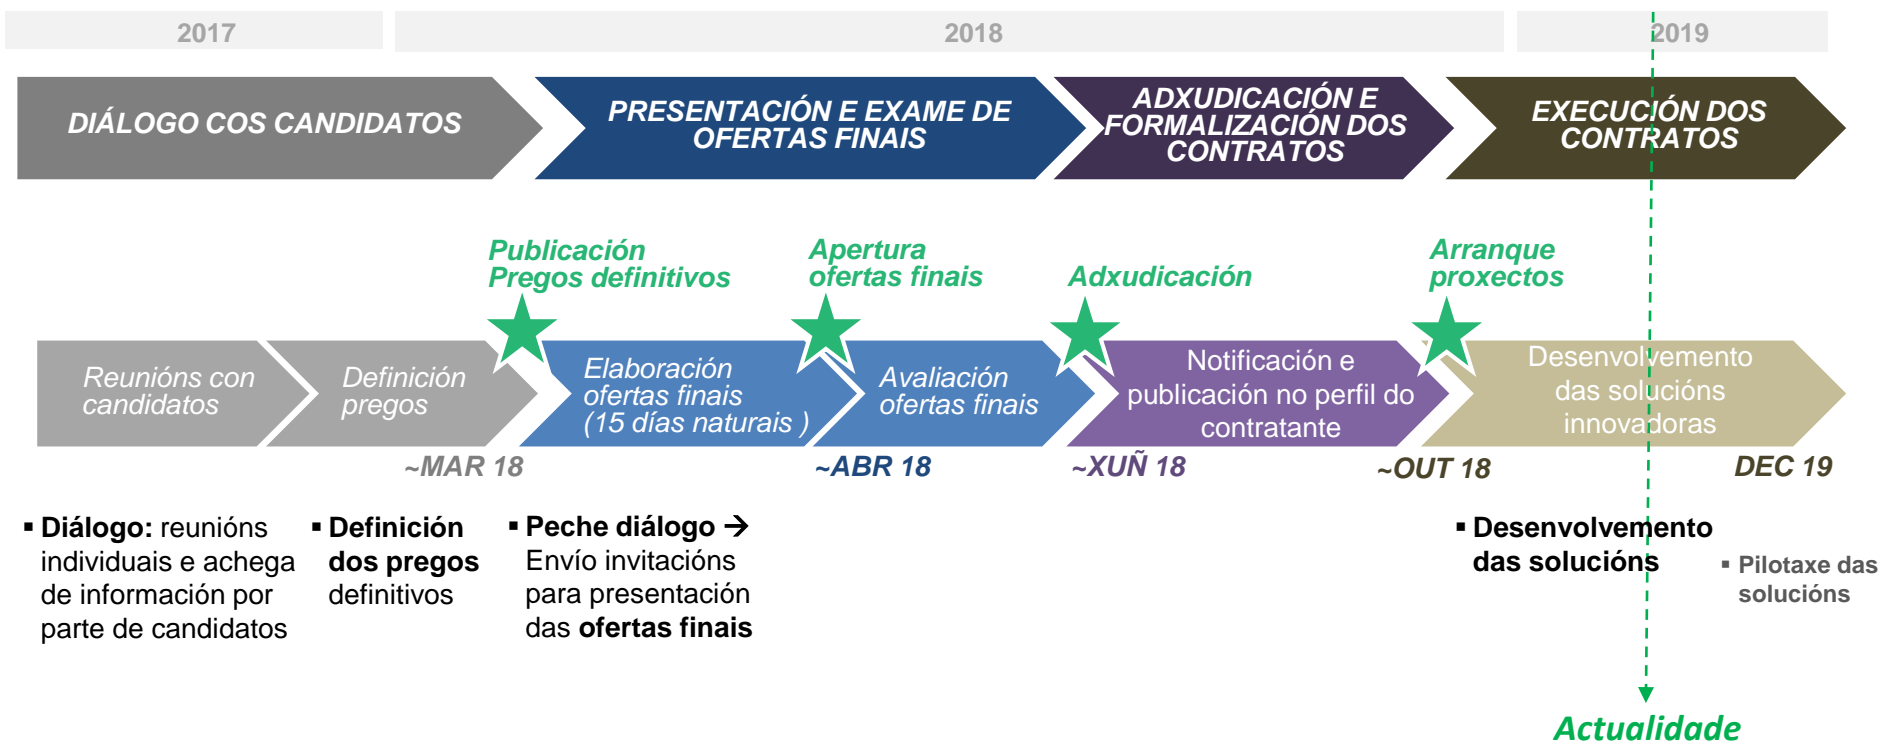 2017
2018
2019
DIÁLOGO COS CANDIDATOS
PRESENTACIÓN E EXAME DE
OFERTAS FINAIS
ADXUDICACIÓN E
FORMALIZACIÓN DOS
CONTRATOS
EXECUCIÓN DOS
CONTRATOS
Publicación
Pregos definitivos
Apertura
ofertas finais
Adxudicación
Arranque
proxectos
Reunións con
candidatos
Definición
pregos
Elaboración
ofertas finais
(15 días naturais )
Avaliación
ofertas finais
Notificación e
publicación no perfil do
contratante
Desenvolvemento
das solucións
innovadoras
~MAR 18
~ABR 18
~XUÑ 18
~OUT 18
DEC 19
▪ Diálogo: reunións
individuais e achega
de información por
parte de candidatos
▪ Definición
dos pregos
definitivos
▪ Peche diálogo →
Envío invitacións
para presentación
das ofertas finais
▪ Desenvolvemento
das solucións
▪ Pilotaxe das
solucións
Actualidade